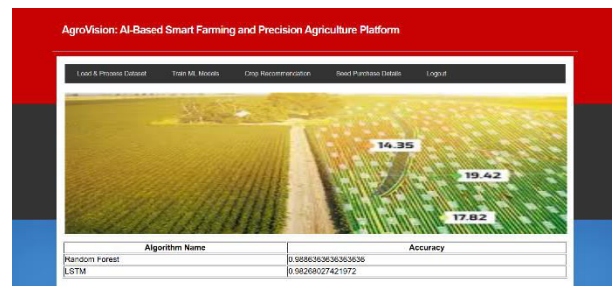 AgroVision: AI-Based Smart Farming and Precision Agriculture Platform
Load & Process Dataset Train ML Models Crop Recommendation Seed Purchase Details Logout
14.35
19.42
17.82
Algorithm Name Accuracy
Random Forest 0.9886363636363636
LSTM 0.98268027421972